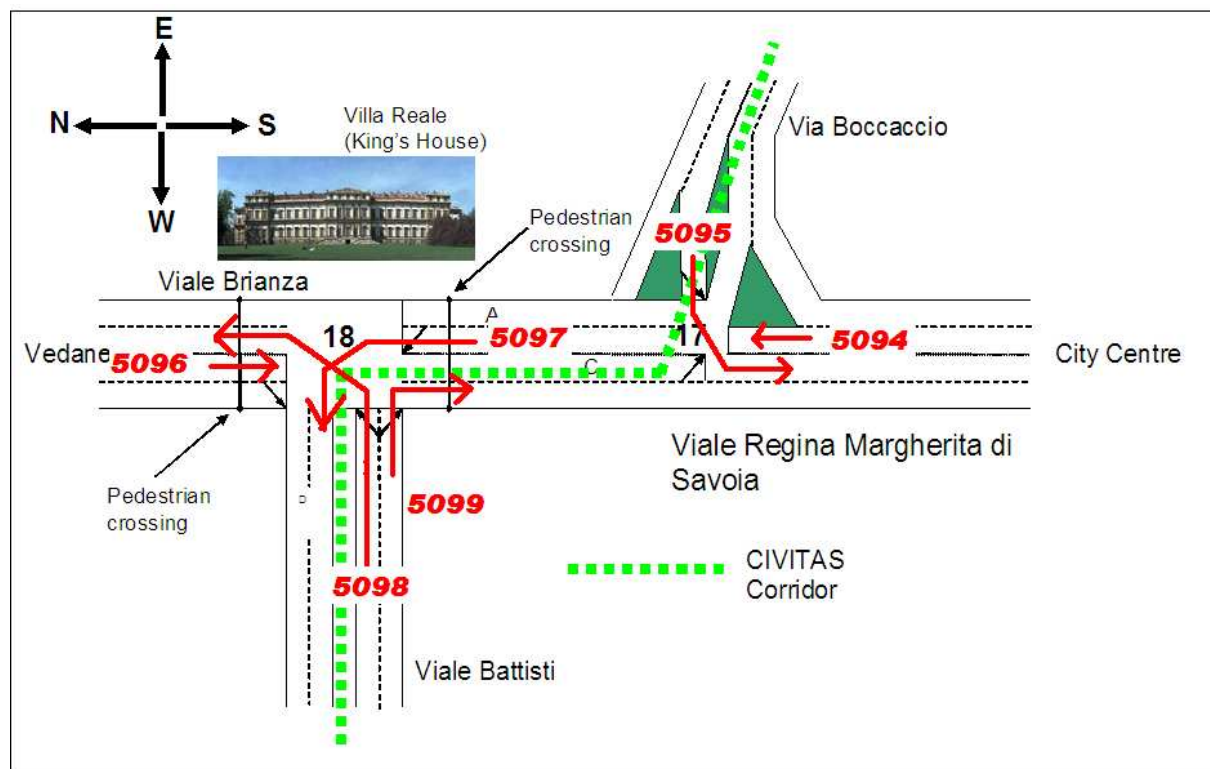 E
N
S
W
Villa Reale
(King's House)
Via Boccaccio
Pedestrian
crossing
5095
Viale Brianza
A
18
5097
17
5094
Vedane
5096
C
City Centre
Viale Regina Margherita di
Savoia
Pedestrian
crossing
5099
CIVITAS
Corridor
5098
Viale Battisti